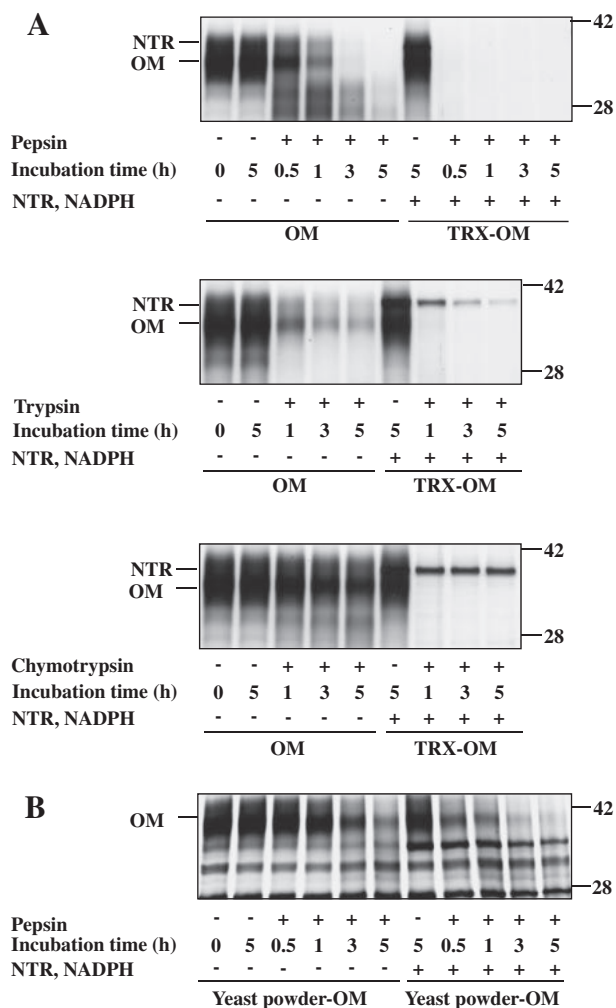 A
NTR
OM
42
28
Pepsin - - + + + + - + + + +
Incubation time (h) 0 5 0.5 1 3 5 5 0.5 1 3 5
NTR, NADPH - - - - - - + + + + +
OM TRX-OM
NTR
OM
42
28
Trypsin - - + + + - + + +
Incubation time (h) 0 5 1 3 5 5 1 3 5
NTR, NADPH - - - - - + + + +
OM TRX-OM
NTR
OM
42
28
Chymotrypsin - - + + + - + + +
Incubation time (h) 0 5 1 3 5 5 1 3 5
NTR, NADPH - - - - - + + + +
OM TRX-OM
B
OM
42
28
Pepsin - - + + + + - + + + +
Incubation time (h) 0 5 0.5 1 3 5 5 0.5 1 3 5
NTR, NADPH - - - - - - + + + + +
Yeast powder-OM Yeast powder-OM